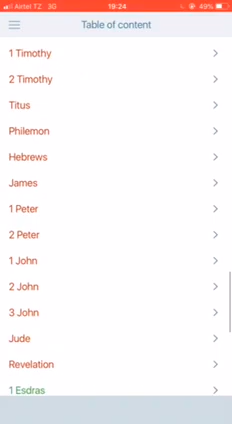 Airtel TZ 3G 19:24 49%
Table of content
1 Timothy
2 Timothy
Titus
Philemon
Hebrews
James
1 Peter
2 Peter
1 John
2 John
3 John
Jude
Revelation
1 Esdras